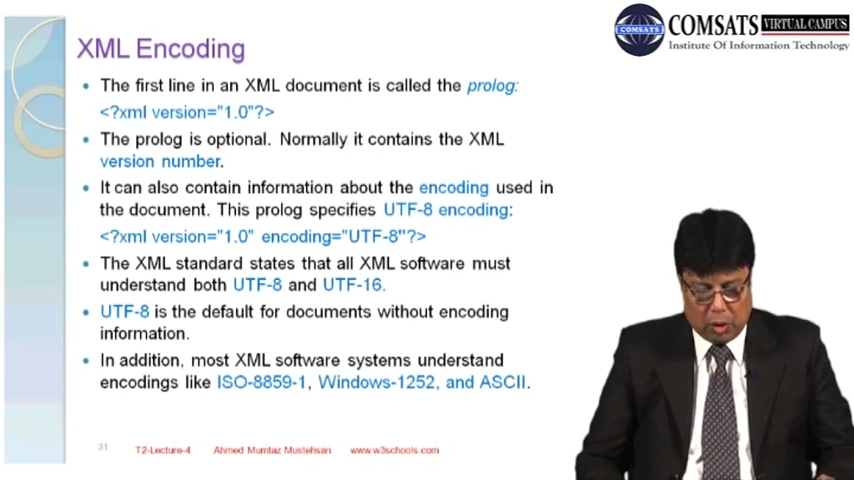 XML Encoding
COMSATS VIRTUAL CAMPUS
Institute Of Information Technology
COMSATS
The first line in an XML document is called the prolog:
<?xml version="1.0"?>
The prolog is optional. Normally it contains the XML
version number.
It can also contain information about the encoding used in
the document. This prolog specifies UTF-8 encoding:
<?xml version="1.0" encoding="UTF-8"?>
The XML standard states that all XML software must
understand both UTF-8 and UTF-16.
UTF-8 is the default for documents without encoding
information.
In addition, most XML software systems understand
encodings like ISO-8859-1, Windows-1252, and ASCII.
31 T2-Lecture-4 Ahmed Mumtaz Mustehsan www.w3schools.com